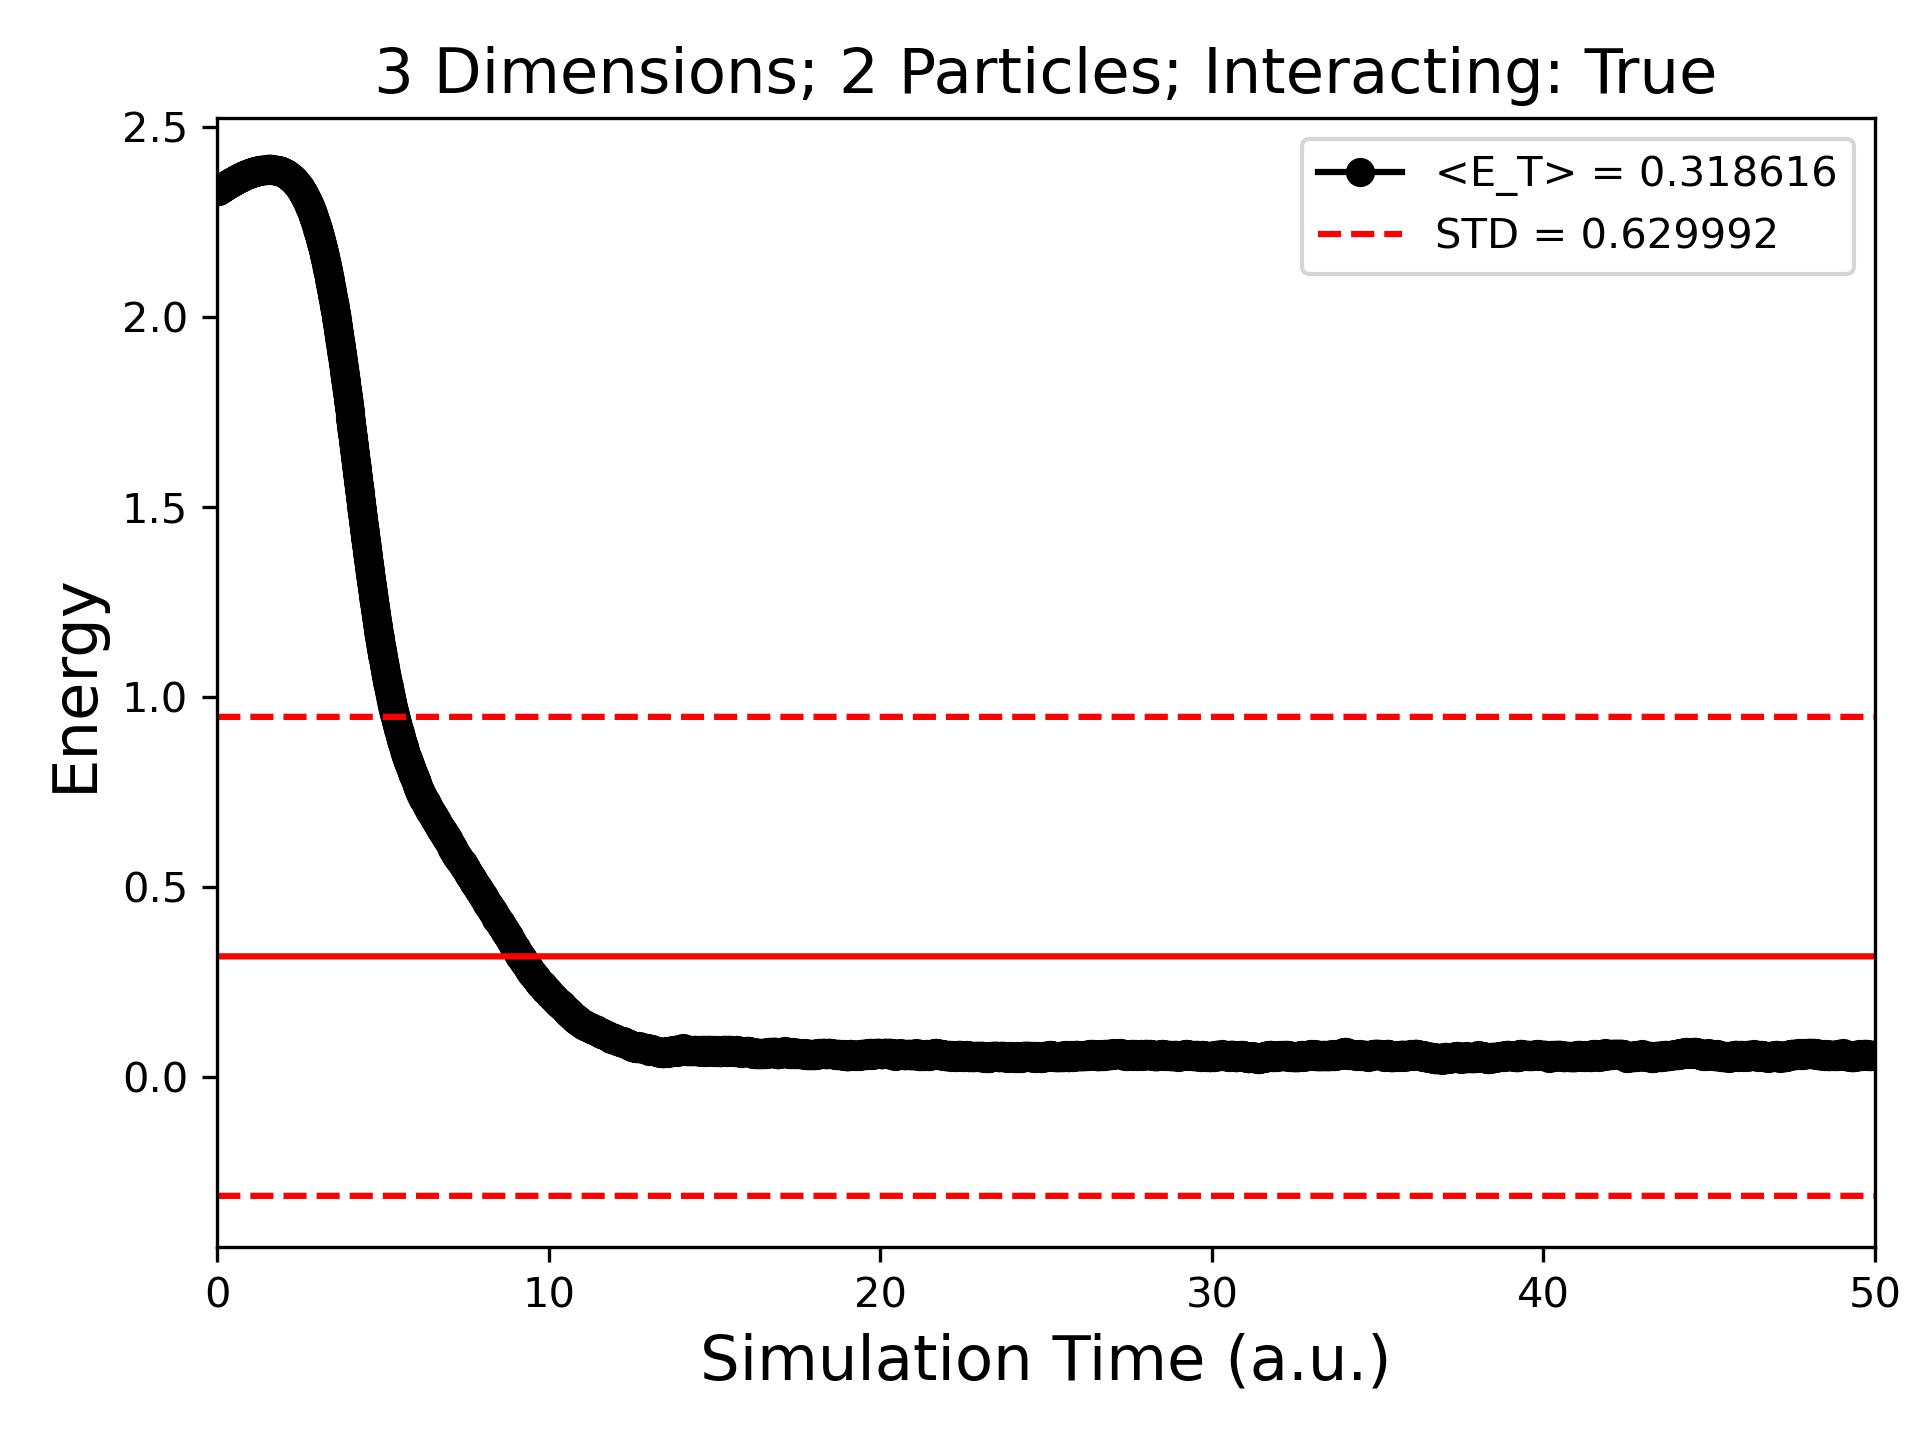 3 Dimensions; 2 Particles; Interacting: True
<E_T> = 0.318616
STD = 0.629992
Energy
2.5
2.0
1.5
1.0
0.5
0.0
0 10 20 30 40 50
Simulation Time (a.u.)